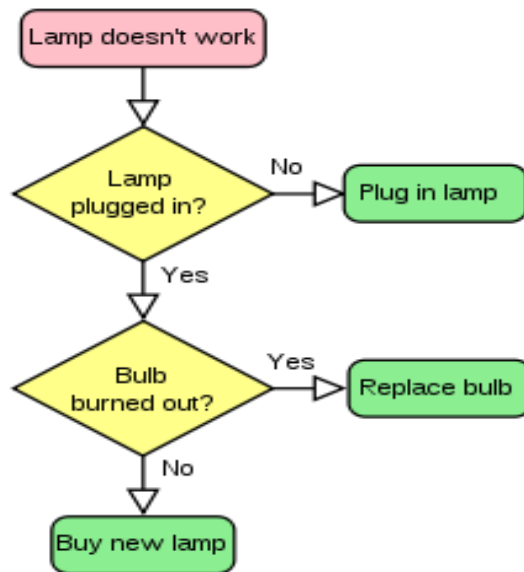 Lamp doesn't work
Lamp
plugged in?
No
Plug in lamp
Yes
Bulb
burned out?
Yes
Replace bulb
No
Buy new lamp